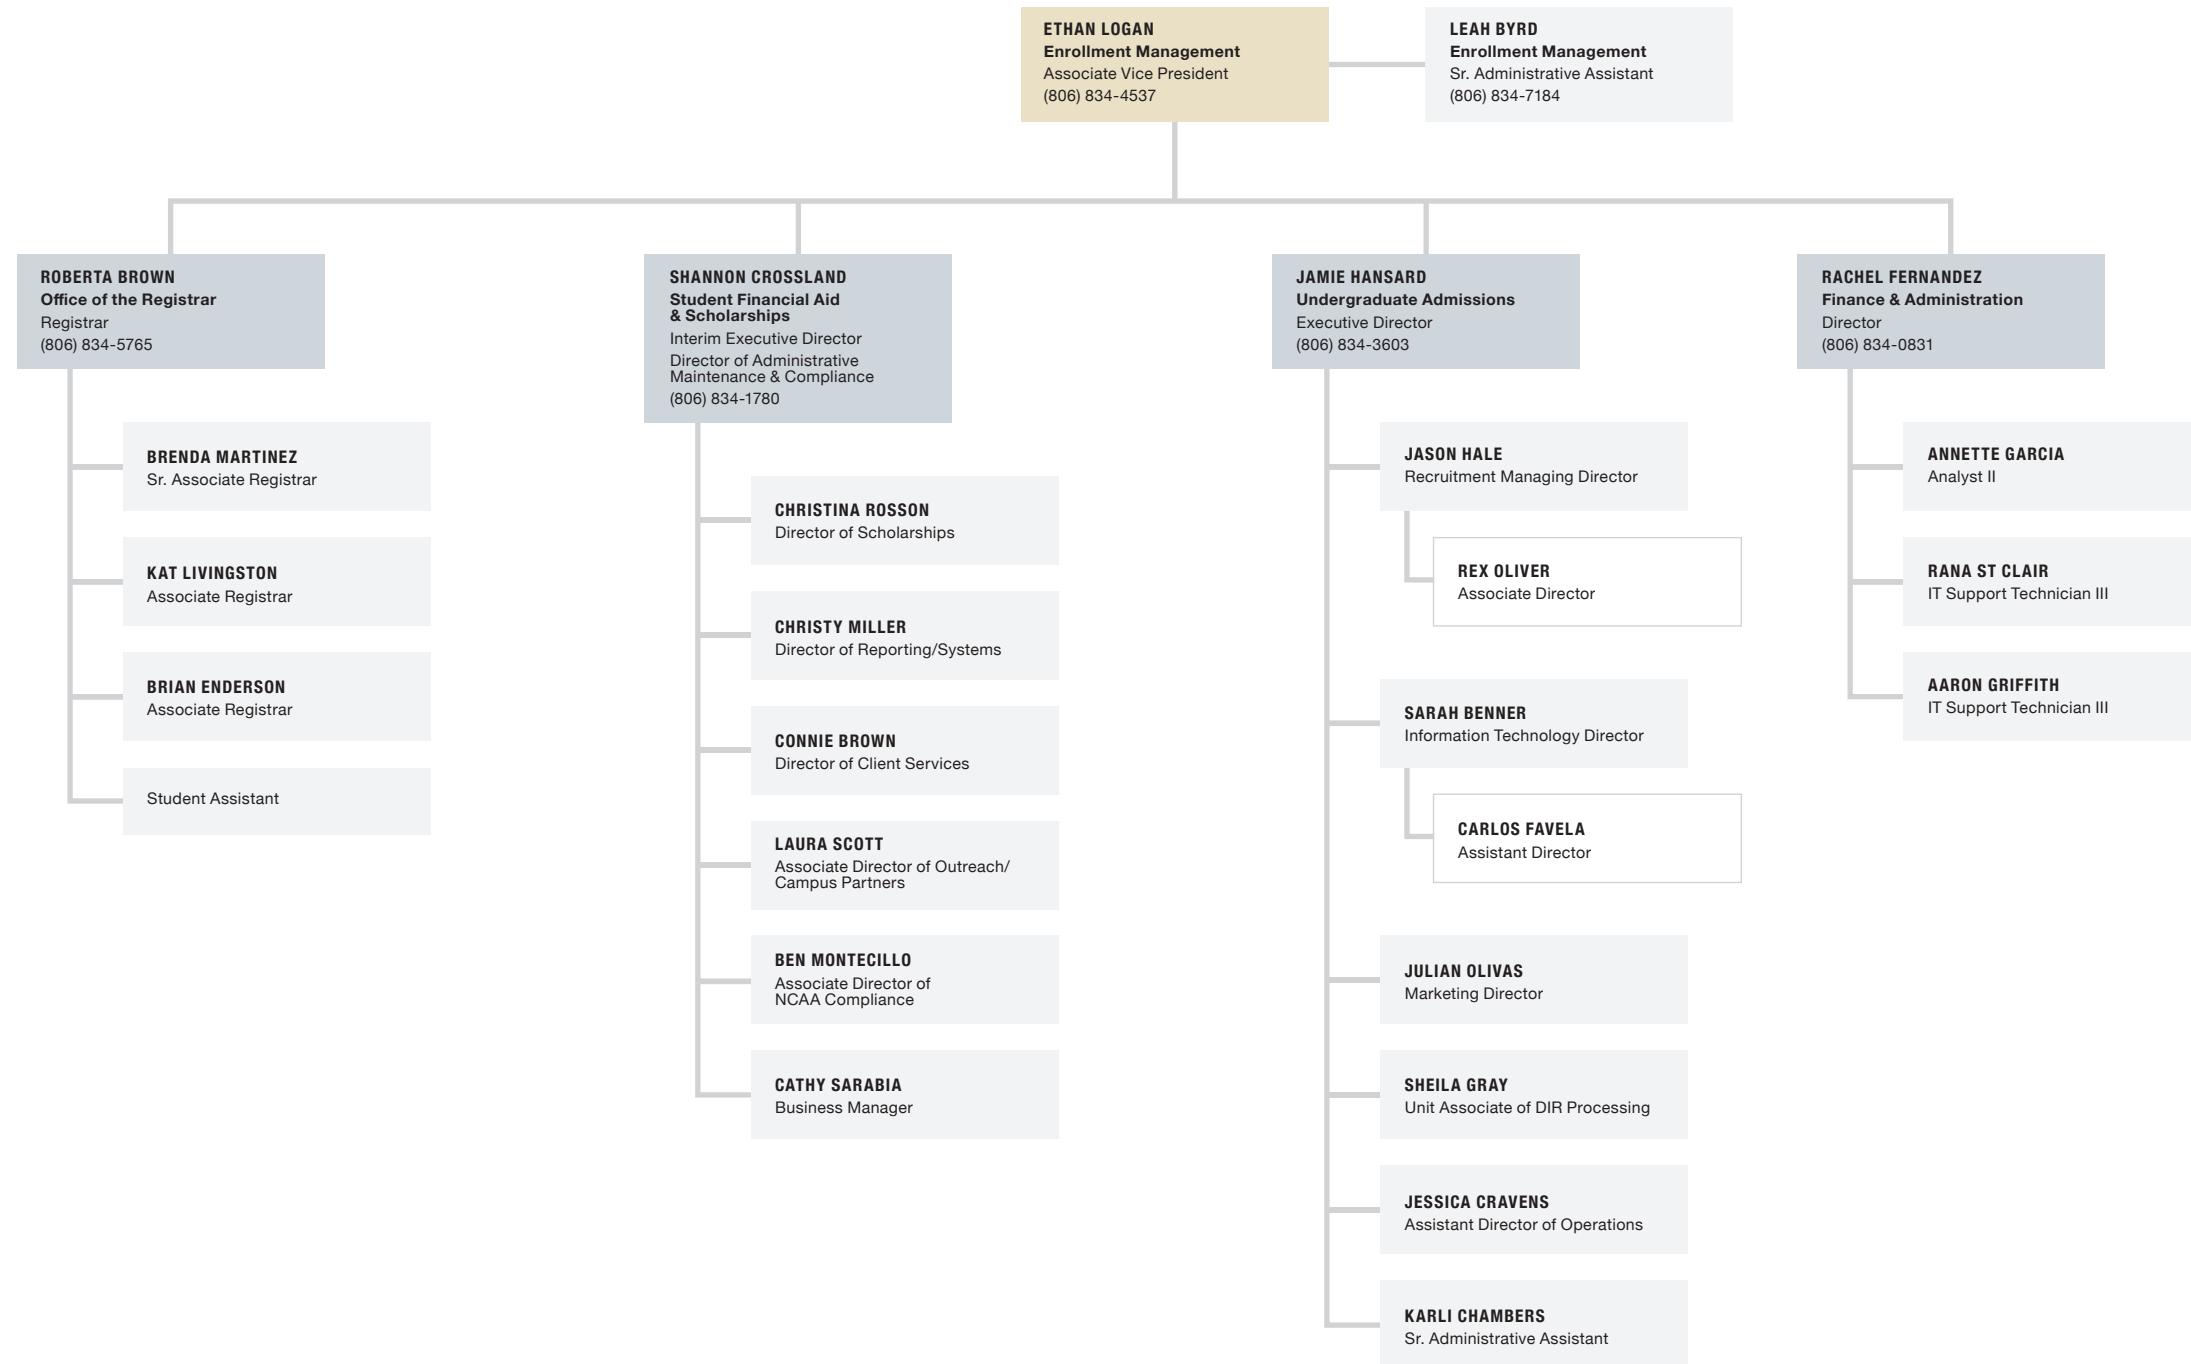 ETHAN LOGAN
Enrollment Management
Associate Vice President
(806) 834-4537
LEAH BYRD
Enrollment Management
Sr. Administrative Assistant
(806) 834-7184
ROBERTA BROWN
Office of the Registrar
Registrar
(806) 834-5765
BRENDA MARTINEZ
Sr. Associate Registrar
KAT LIVINGSTON
Associate Registrar
BRIAN ENDERSON
Associate Registrar
Student Assistant
SHANNON CROSSLAND
Student Financial Aid
& Scholarships
Interim Executive Director
Director of Administrative
Maintenance & Compliance
(806) 834-1780
CHRISTINA ROSSON
Director of Scholarships
CHRISTY MILLER
Director of Reporting/Systems
CONNIE BROWN
Director of Client Services
LAURA SCOTT
Associate Director of Outreach/
Campus Partners
BEN MONTECILLO
Associate Director of
NCAA Compliance
CATHY SARABIA
Business Manager
JAMIE HANSARD
Undergraduate Admissions
Executive Director
(806) 834-3603
JASON HALE
Recruitment Managing Director
REX OLIVER
Associate Director
SARAH BENNER
Information Technology Director
CARLOS FAVELA
Assistant Director
JULIAN OLIVAS
Marketing Director
SHEILA GRAY
Unit Associate of DIR Processing
JESSICA CRAVENS
Assistant Director of Operations
KARLI CHAMBERS
Sr. Administrative Assistant
RACHEL FERNANDEZ
Finance & Administration
Director
(806) 834-0831
ANNETTE GARCIA
Analyst II
RANA ST CLAIR
IT Support Technician III
AARON GRIFFITH
IT Support Technician III